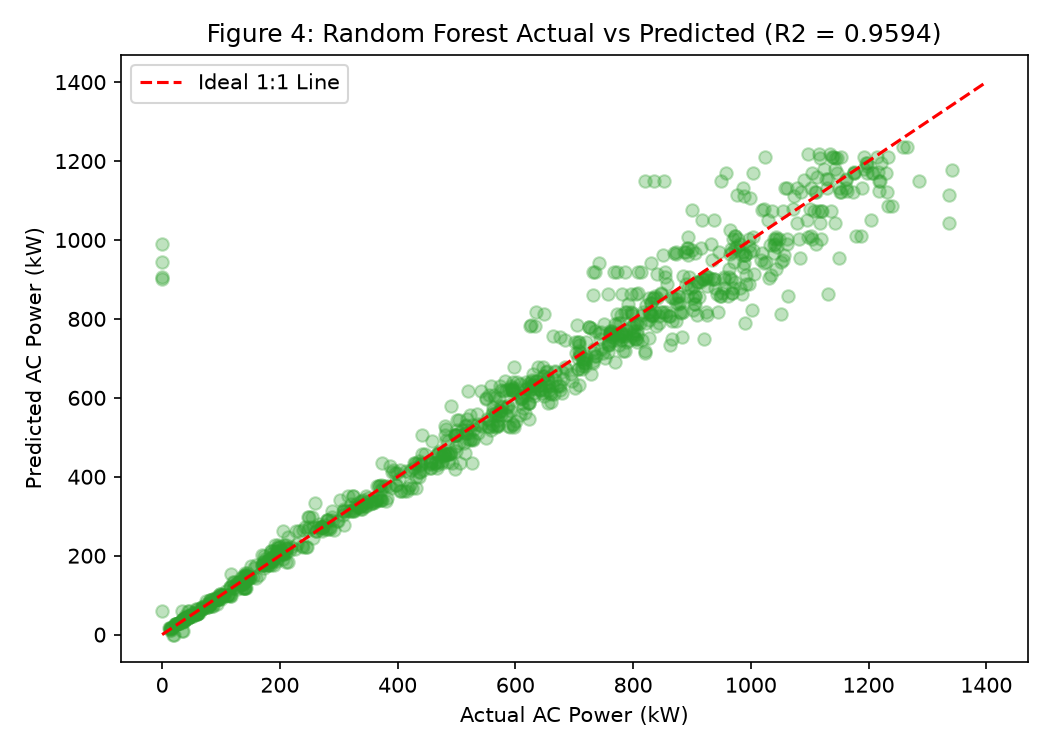 Figure 4: Random Forest Actual vs Predicted (R2 = 0.9594)
Ideal 1:1 Line
Predicted AC Power (kW)
1400
1200
1000
800
600
400
200
0
0 200 400 600 800 1000 1200 1400
Actual AC Power (kW)